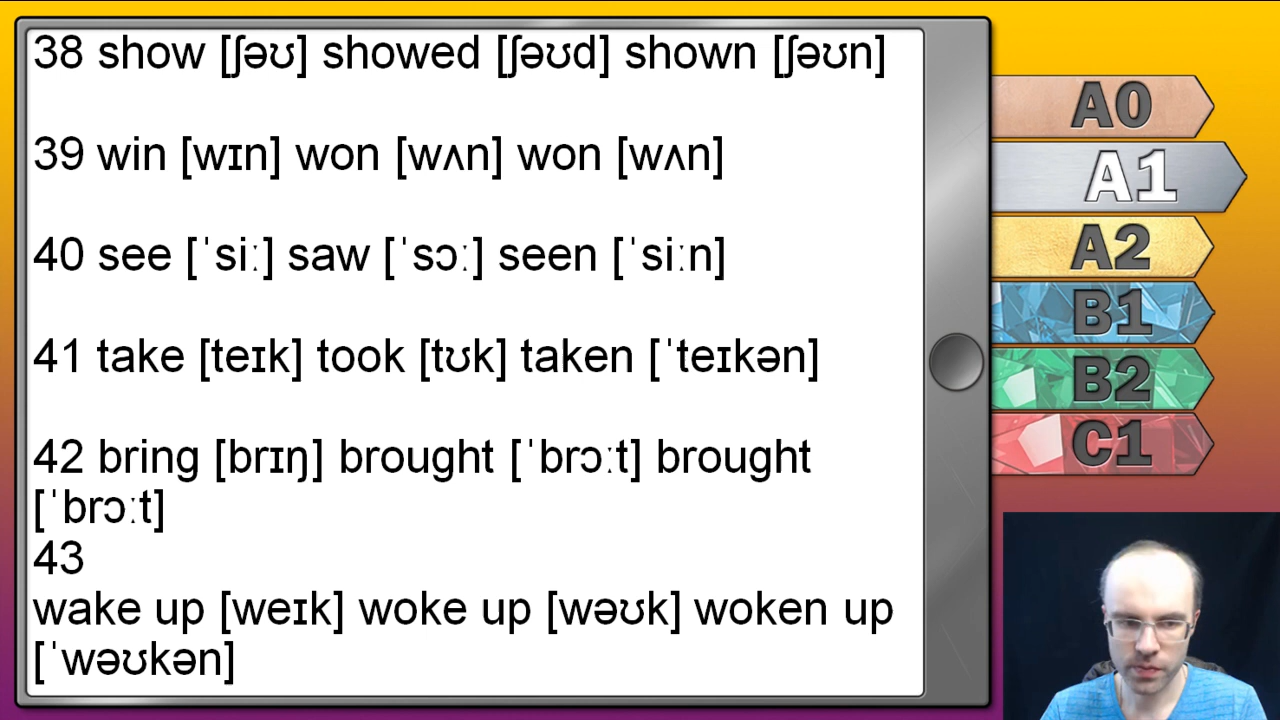 38 show [ʃəʊ] showed [ʃəʊd] shown [ʃəʊn]
39 win [wɪn] won [wʌn] won [wʌn]
40 see [ˈsiː] saw [ˈsɔː] seen [ˈsiːn]
41 take [teɪk] took [tʊk] taken [ˈteɪkən]
42 bring [brɪŋ] brought [ˈbrɔːt] brought
[ˈbrɔːt]
43
wake up [weɪk] woke up [wəʊk] woken up
[ˈwəʊkən]
A0
A1
A2
B1
B2
C1